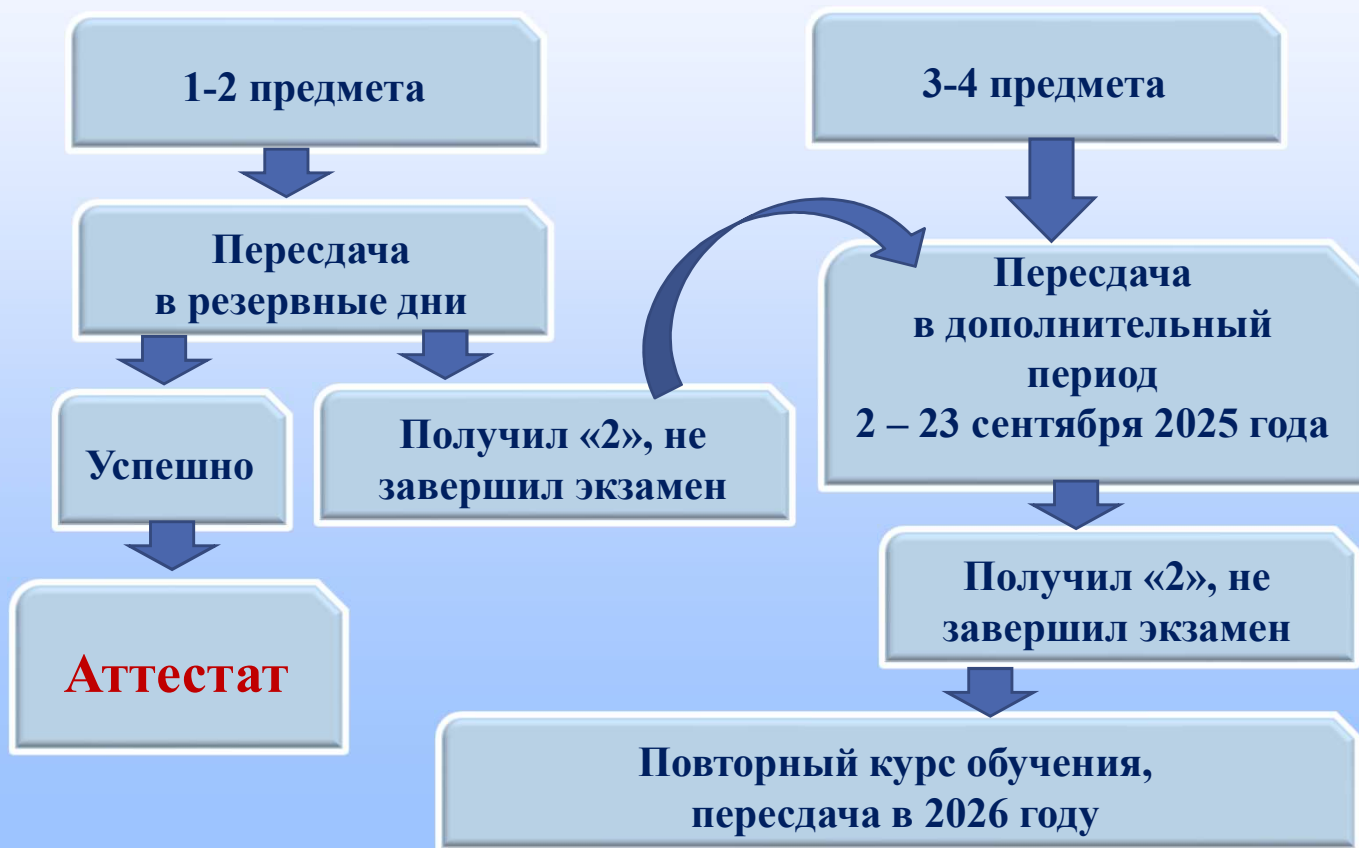 1-2 предмета
3-4 предмета
Пересдача
в резервные дни
Пересдача
в дополнительный
период
2 – 23 сентября 2025 года
Успешно
Получил «2», не
завершил экзамен
Получил «2», не
завершил экзамен
Аттестат
Повторный курс обучения,
пересдача в 2026 году